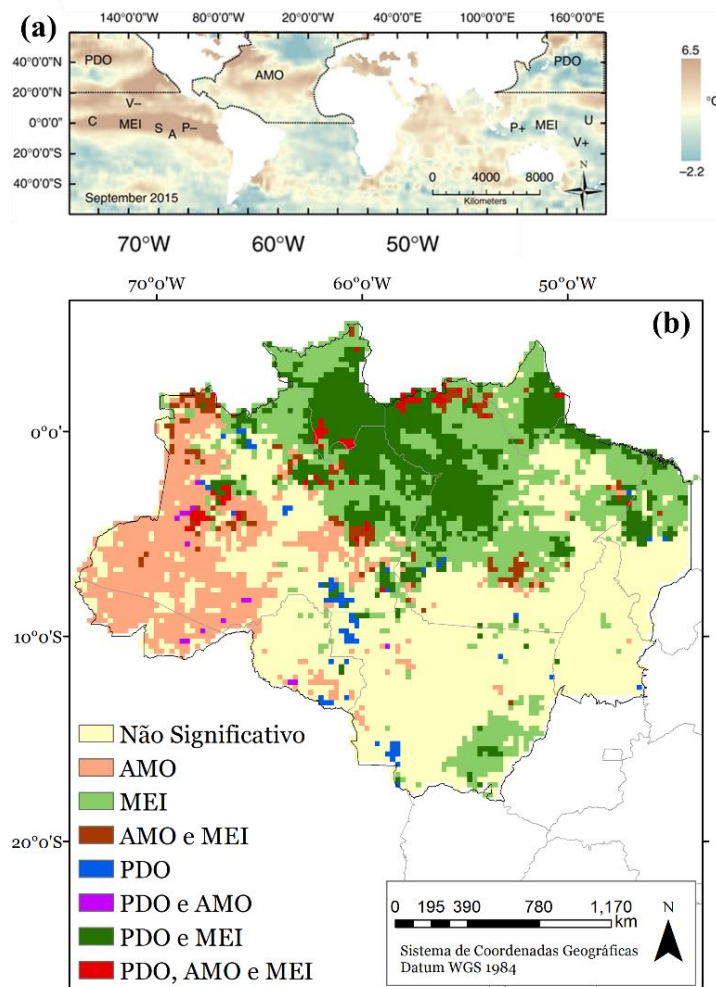 (a)
140°0'0"W 80°0'0"W 20°0'0"W 40°0'0"E 100°0'0"E 160°0'0"E
40°0'0"N
20°0'0"N
0°0'0"
20°0'0"S
40°0'0"S
PDO
AMO
PDO
V–
C MEI S A P–
P+ MEI U
V+
September 2015
0 4000 8000
Kilometers
N
6.5
°C
–2.2
70°W 60°W 50°W
70°0'W 60°0'W 50°0'W
(b)
0°0'
10°0'0"S
20°0'S
Não Significativo
AMO
MEI
AMO e MEI
PDO
PDO e AMO
PDO e MEI
PDO, AMO e MEI
0 195 390 780 1,170
km
N
Sistema de Coordenadas Geográficas
Datum WGS 1984